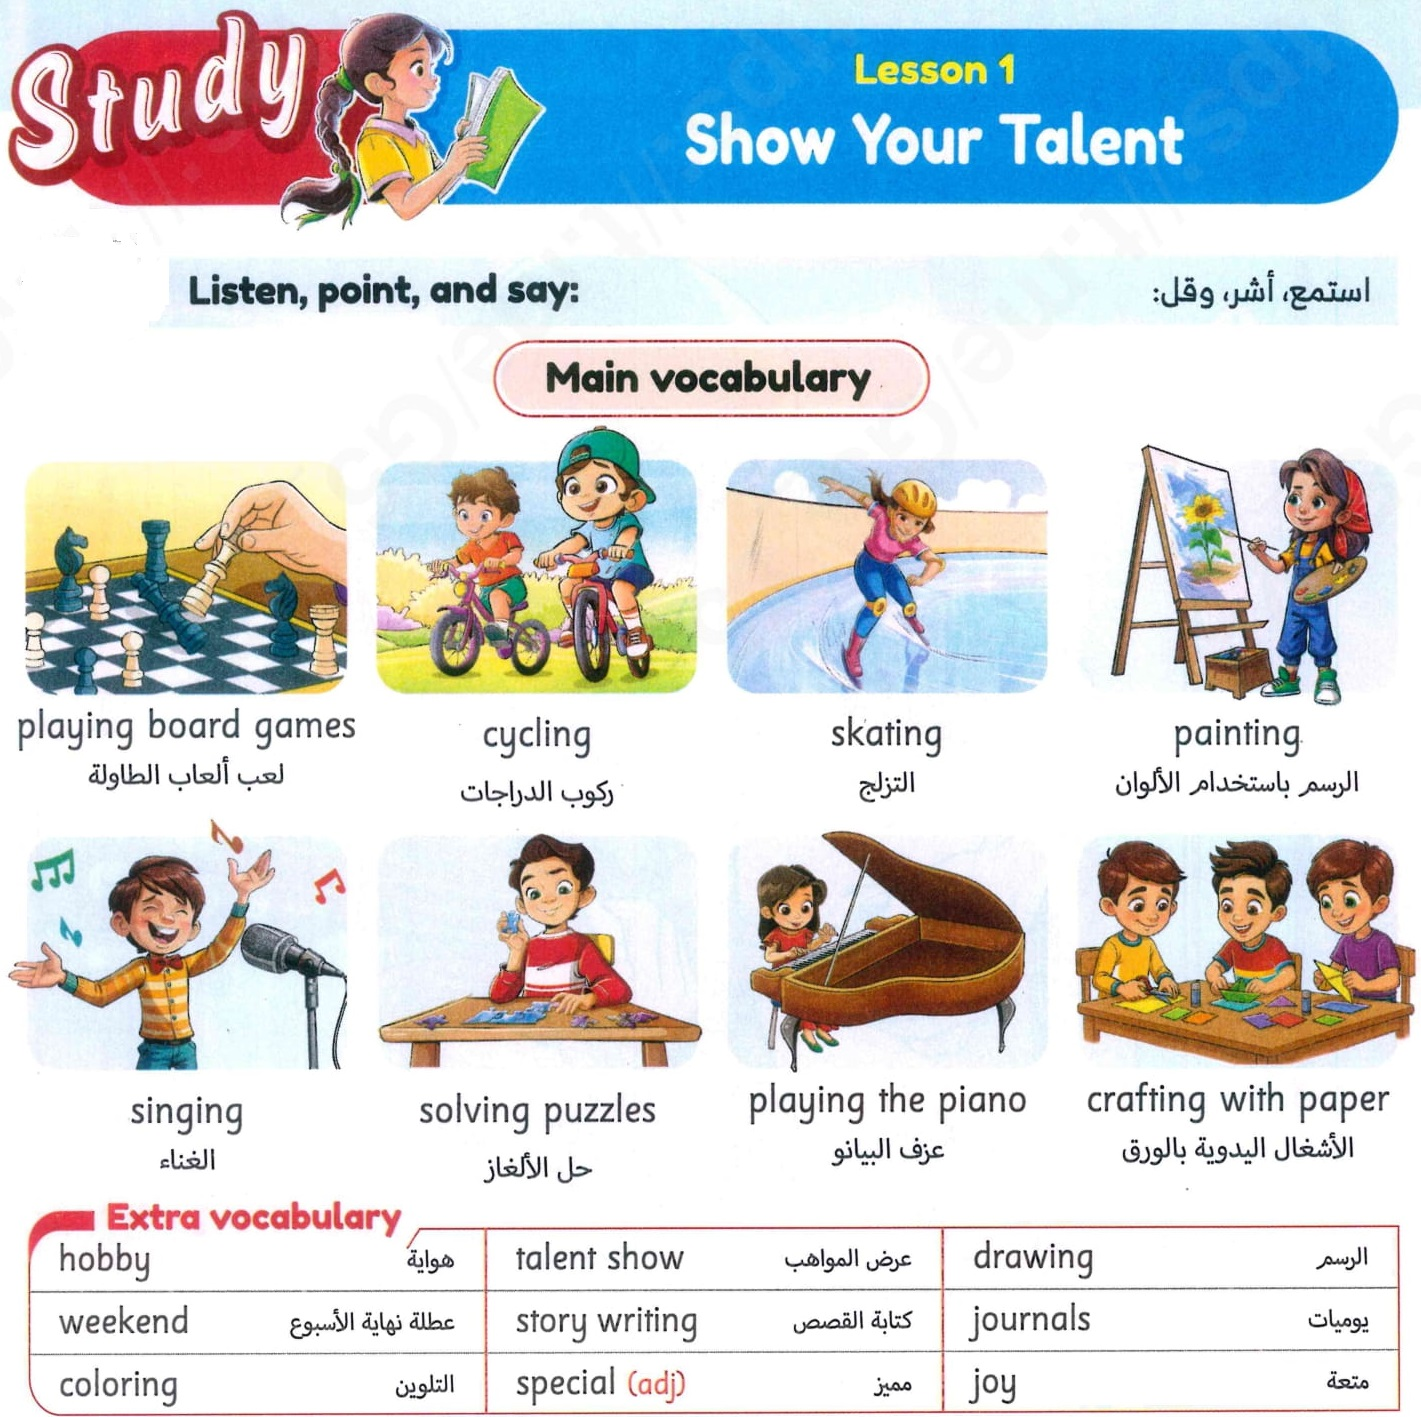 Study
Lesson 1
Show Your Talent
Listen, point, and say:
استمع، أشر، وقل:
Main vocabulary
playing board games
لعب ألعاب الطاولة
cycling
ركوب الدراجات
skating
التزلج
painting
الرسم باستخدام الألوان
singing
الغناء
solving puzzles
حل الألغاز
playing the piano
عزف البيانو
crafting with paper
الأشغال اليدوية بالورق
Extra vocabulary
hobby هواية
talent show عرض المواهب
drawing الرسم
weekend عطلة نهاية الأسبوع
story writing كتابة القصص
journals يوميات
coloring التلوين
special (adj) مميز
joy متعة